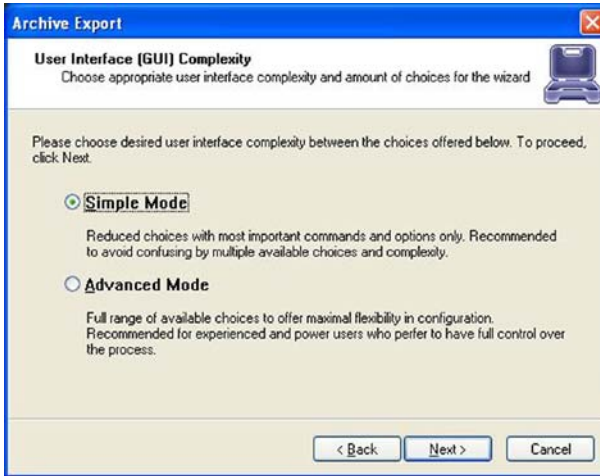 Archive Export
User Interface (GUI) Complexity
Choose appropriate user interface complexity and amount of choices for the wizard
Please choose desired user interface complexity between the choices offered below. To proceed,
click Next.
Simple Mode
Reduced choices with most important commands and options only. Recommended
to avoid confusing by multiple available choices and complexity.
Advanced Mode
Full range of available choices to offer maximal flexibility in configuration.
Recommended for experienced and power users who perfer to have full control over
the process.
< Back
Next >
Cancel